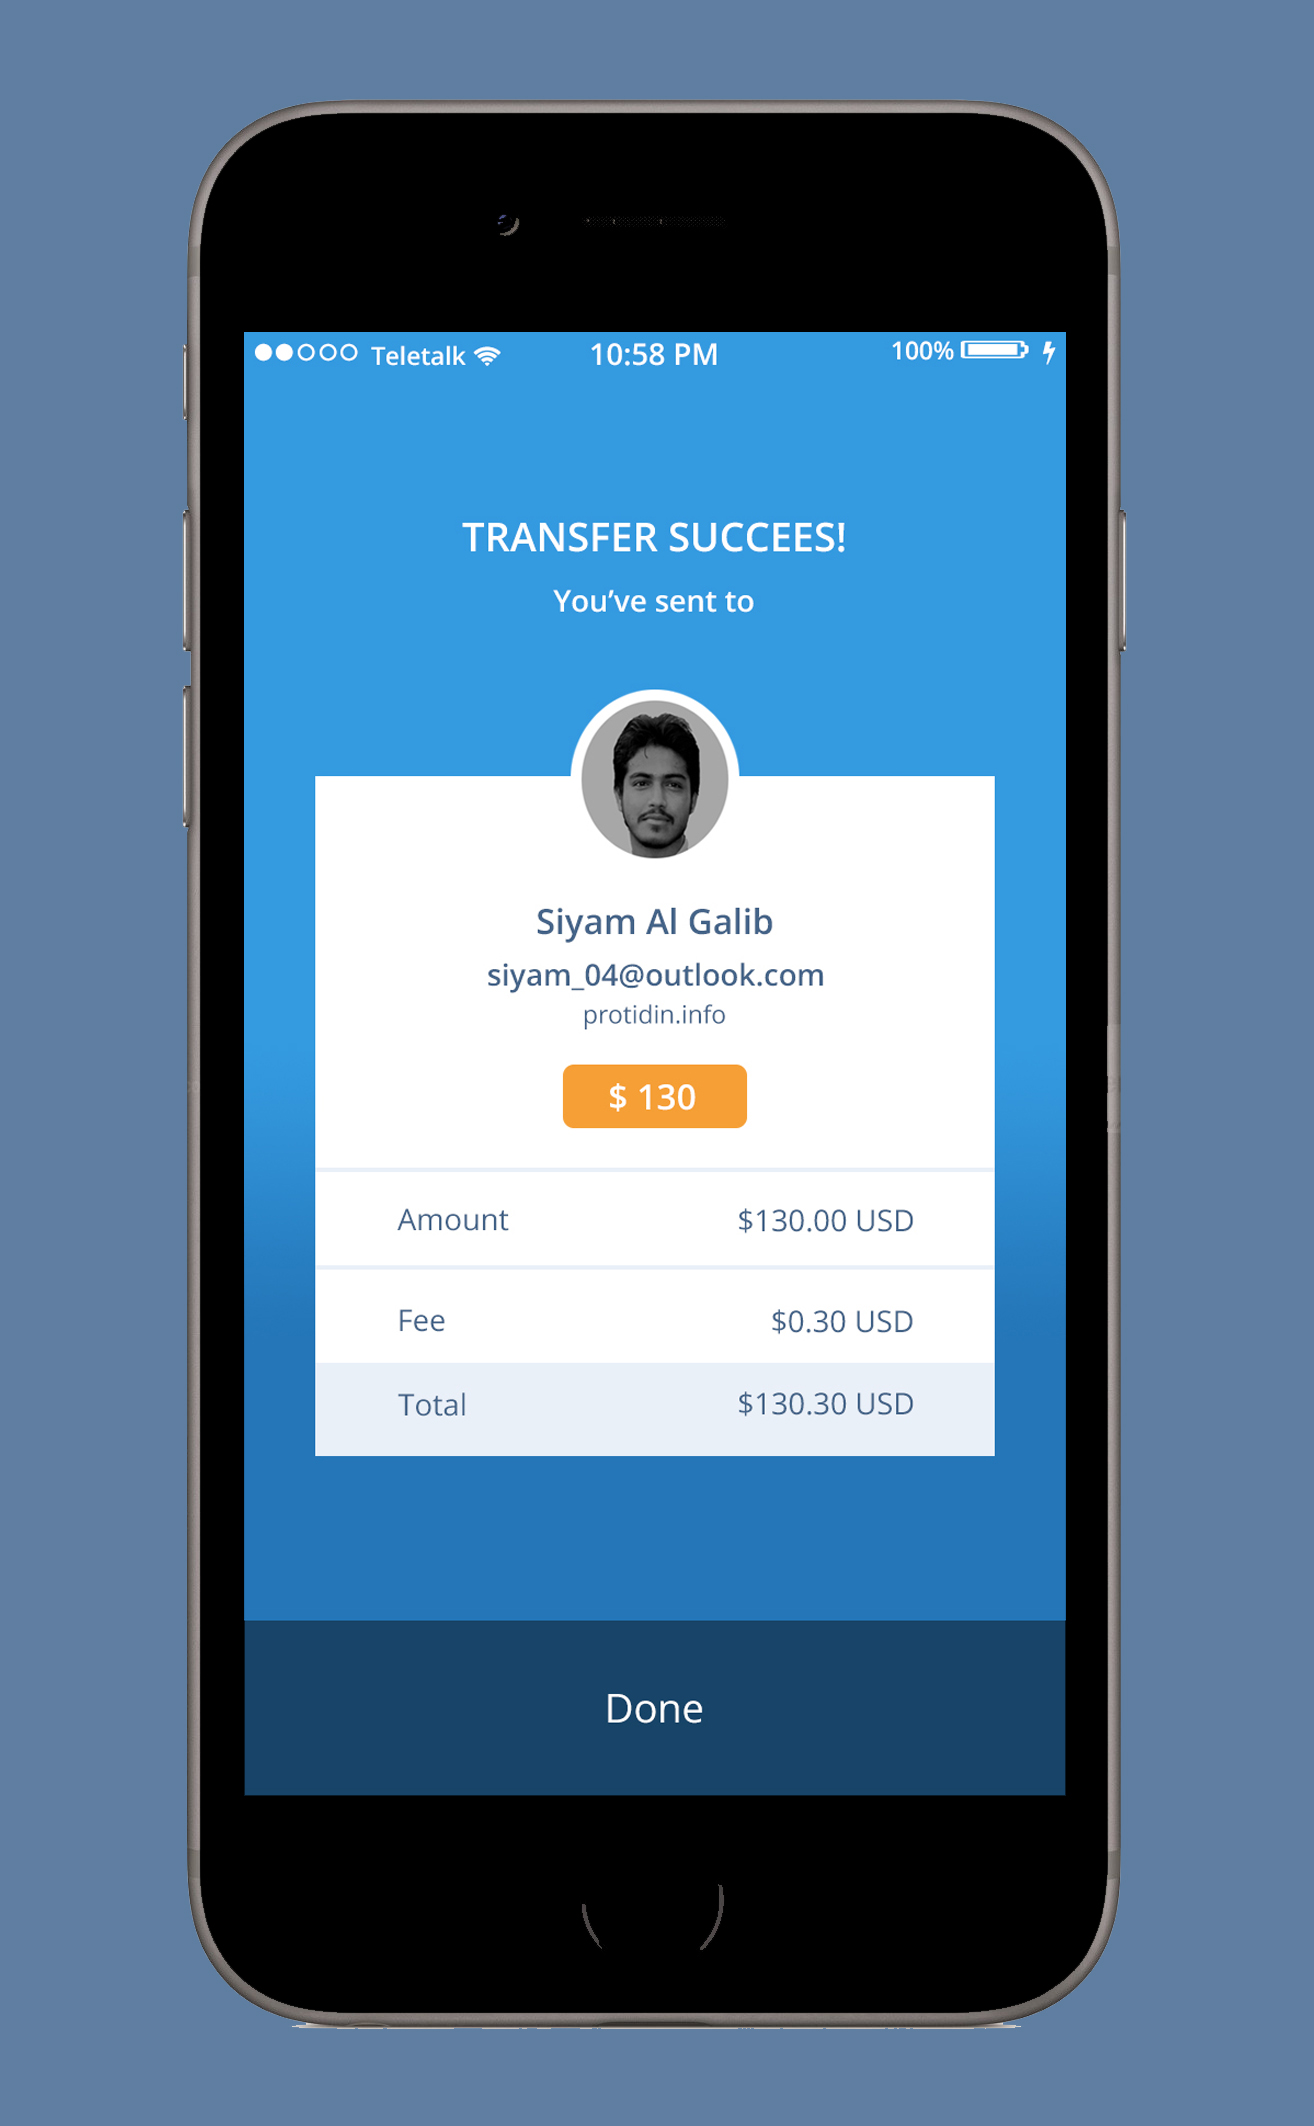 Teletalk 10:58 PM 100%
TRANSFER SUCCEES!
You’ve sent to
Siyam Al Galib
siyam_04@outlook.com
protidin.info
$ 130
Amount $130.00 USD
Fee $0.30 USD
Total $130.30 USD
Done